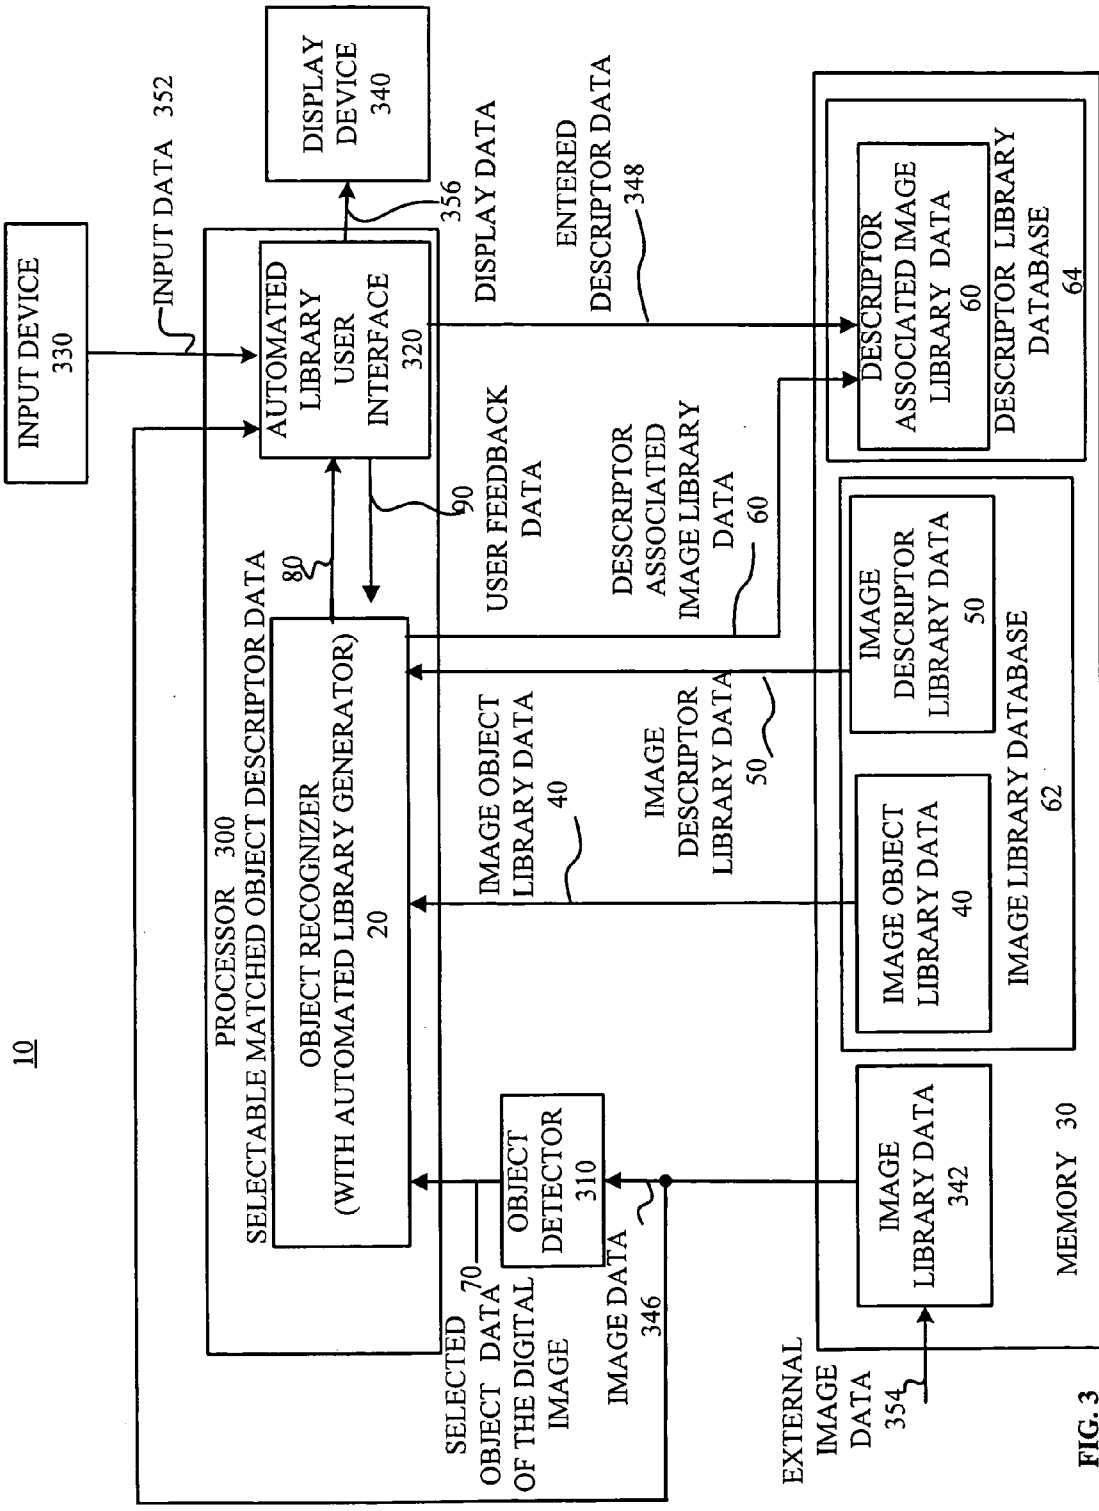 10
INPUT DEVICE
330
INPUT DATA 352
PROCESSOR 300
SELECTABLE MATCHED OBJECT DESCRIPTOR DATA
OBJECT RECOGNIZER
(WITH AUTOMATED LIBRARY GENERATOR)
20
80
90
USER FEEDBACK
DATA
AUTOMATED
LIBRARY
USER
INTERFACE
320
DISPLAY
DEVICE
340
356
DISPLAY DATA
SELECTED
OBJECT DATA
OF THE DIGITAL
IMAGE
70
OBJECT
DETECTOR
310
IMAGE DATA
346
IMAGE OBJECT
LIBRARY DATA
40
IMAGE
DESCRIPTOR
LIBRARY DATA
50
DESCRIPTOR
ASSOCIATED
IMAGE LIBRARY
DATA
60
ENTERED
DESCRIPTOR DATA
348
EXTERNAL
IMAGE
DATA
354
IMAGE
LIBRARY DATA
342
IMAGE OBJECT
LIBRARY DATA
40
IMAGE
DESCRIPTOR
LIBRARY DATA
50
IMAGE LIBRARY DATABASE
62
DESCRIPTOR
ASSOCIATED IMAGE
LIBRARY DATA
60
DESCRIPTOR LIBRARY
DATABASE
64
MEMORY 30
FIG. 3